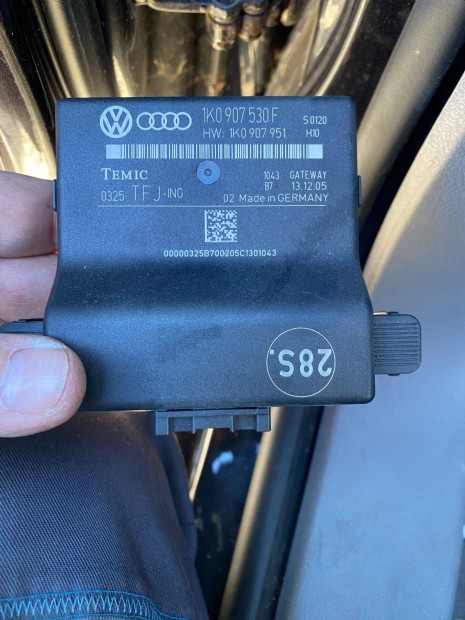 1K0 907 530 F
S 0120
HW: 1K0 907 951
H10
TEMIC
1043 GATEWAY
B7 13.12.05
0325 TFJ-ING
02 Made in GERMANY
00000325B700205C1301043
28S.